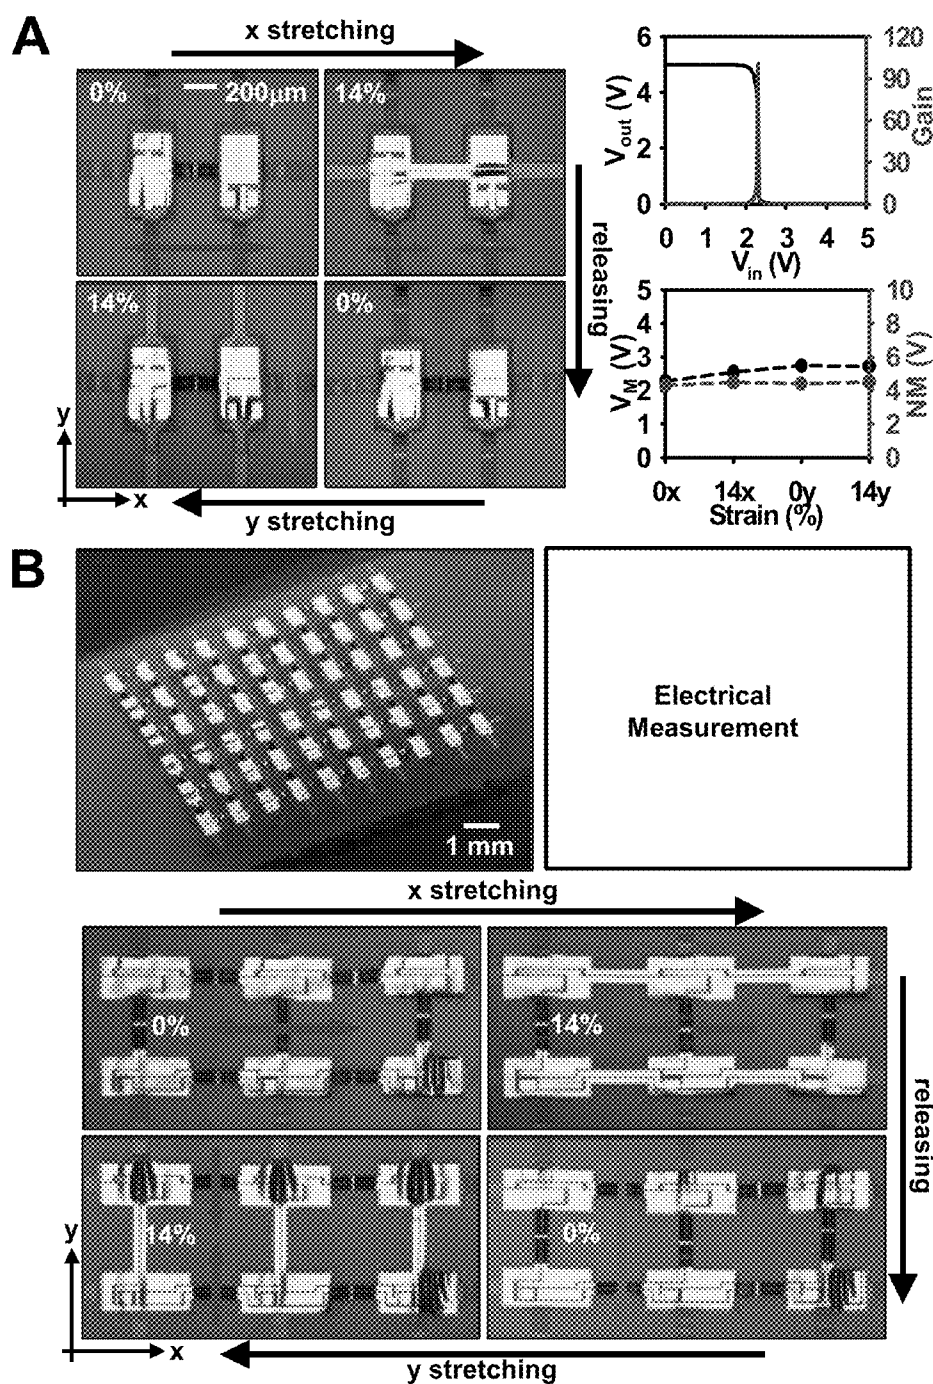 A
x stretching
0%
200μm
14%
14%
0%
releasing
y
x
y stretching
6
4
2
0
V_out (V)
120
90
60
30
0
Gain
0 1 2 3 4 5
V_in (V)
5
4
3
2
1
0
V_M (V)
10
8
6
4
2
0
NM (V)
0x 14x 0y 14y
Strain (%)
B
1 mm
Electrical
Measurement
x stretching
0%
14%
14%
0%
releasing
y
x
y stretching